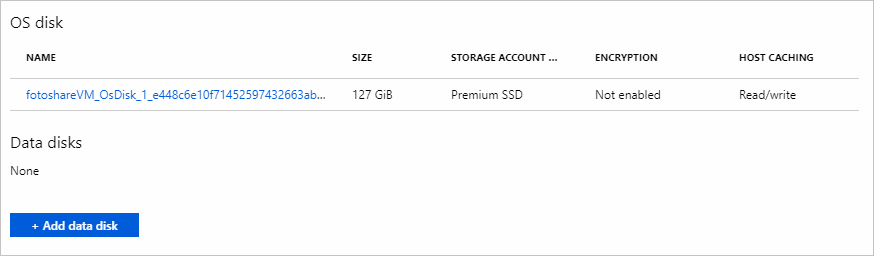 OS disk
NAME SIZE STORAGE ACCOUNT ... ENCRYPTION HOST CACHING
fotoshareVM_OsDisk_1_e448c6e10f71452597432663ab... 127 GiB Premium SSD Not enabled Read/write
Data disks
None
+ Add data disk